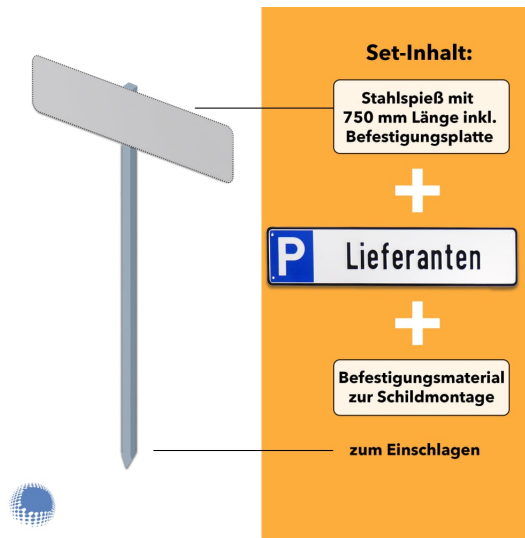 Set-Inhalt:
Stahlspieß mit
750 mm Länge inkl.
Befestigungsplatte
+
P Lieferanten
+
Befestigungsmaterial
zur Schildmontage
zum Einschlagen